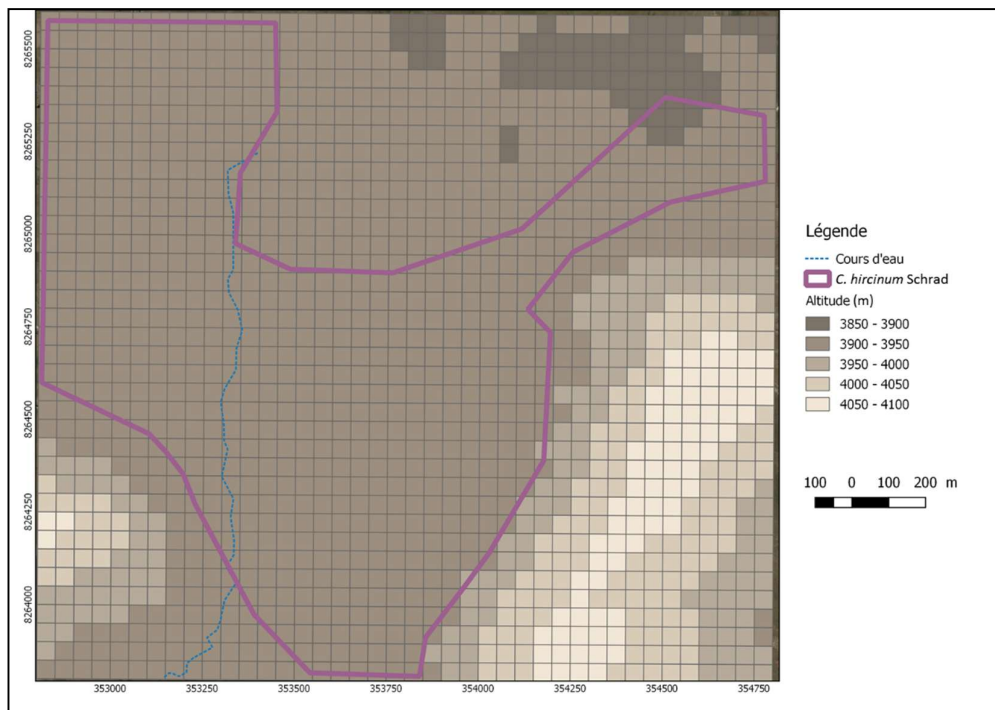 8265500
8265250
8265000
8264750
8264500
8264250
8264000
353000 353250 353500 353750 354000 354250 354500 354750
Légende
Cours d'eau
C. hircinum Schrad
Altitude (m)
3850 - 3900
3900 - 3950
3950 - 4000
4000 - 4050
4050 - 4100
100 0 100 200 m